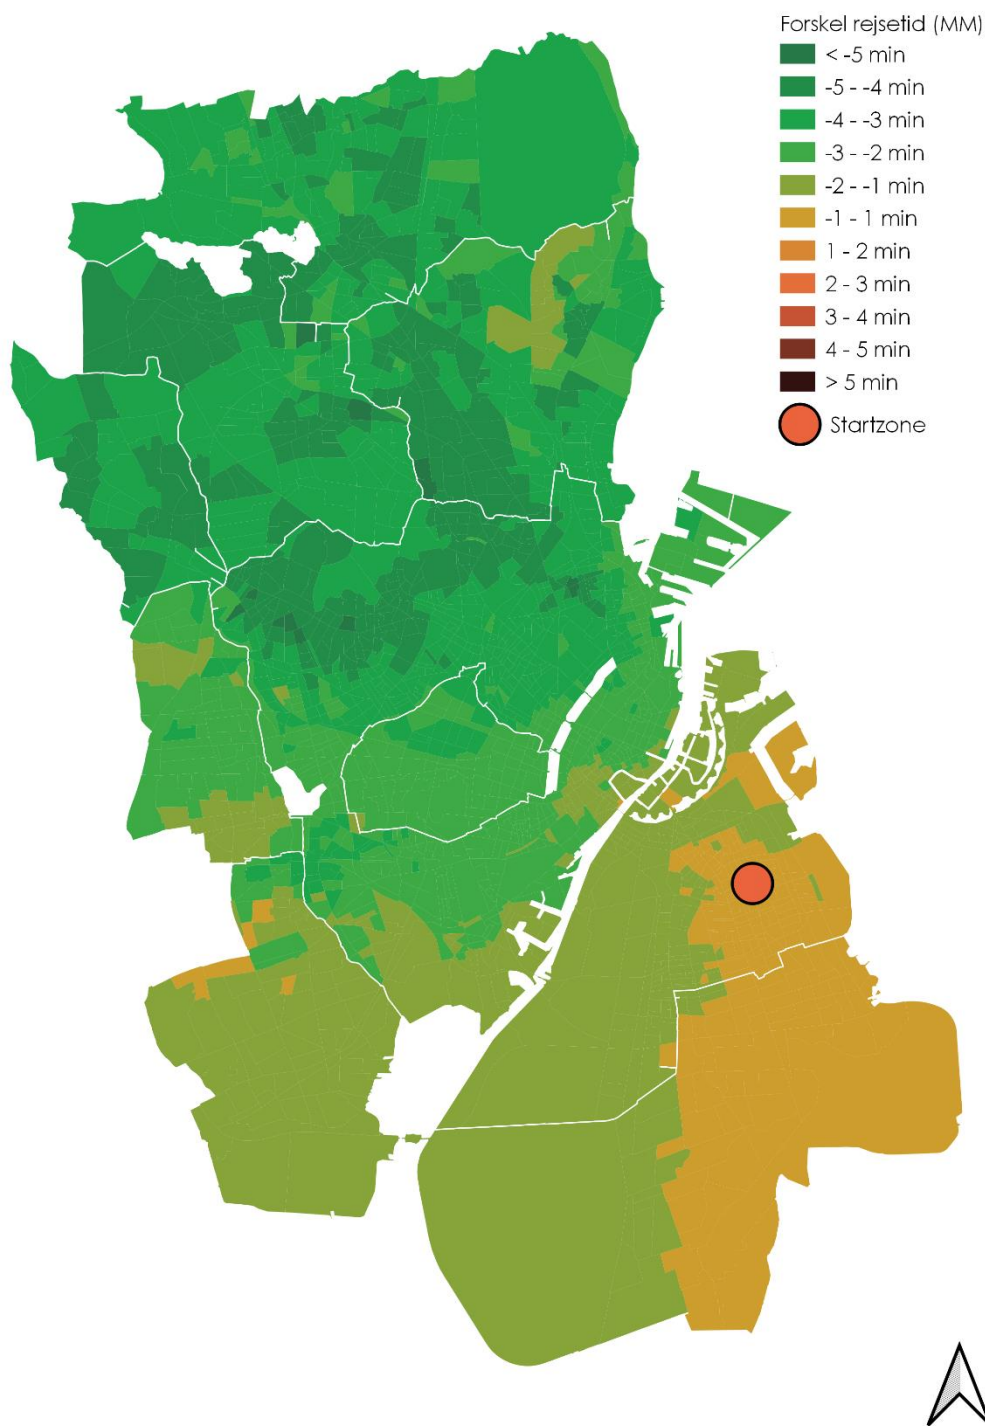 Forskel rejsetid (MM)
< -5 min
-5 - -4 min
-4 - -3 min
-3 - -2 min
-2 - -1 min
-1 - 1 min
1 - 2 min
2 - 3 min
3 - 4 min
4 - 5 min
> 5 min
Startzone